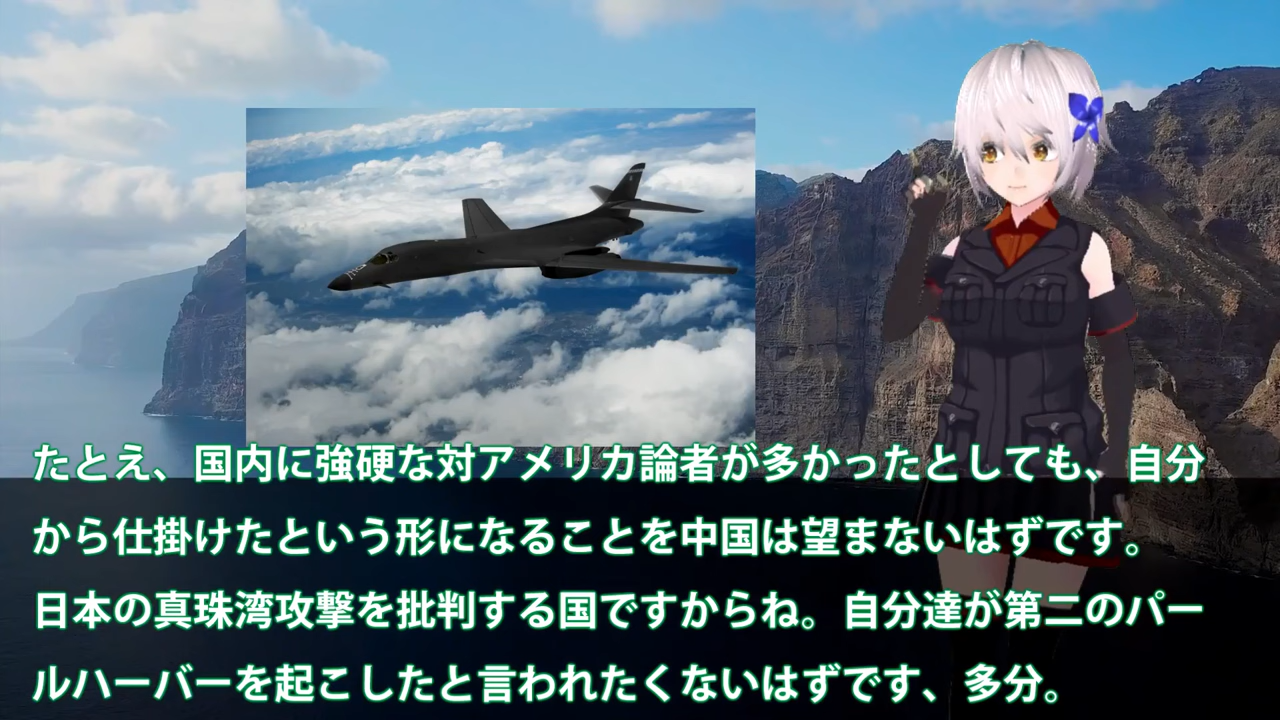 たとえ、国内に強硬な対アメリカ論者が多かったとしても、自分
から仕掛けたという形になることを中国は望まないはずです。
日本の真珠湾攻撃を批判する国ですからね。自分達が第二のパー
ルハーバーを起こしたと言われたくないはずです、多分。